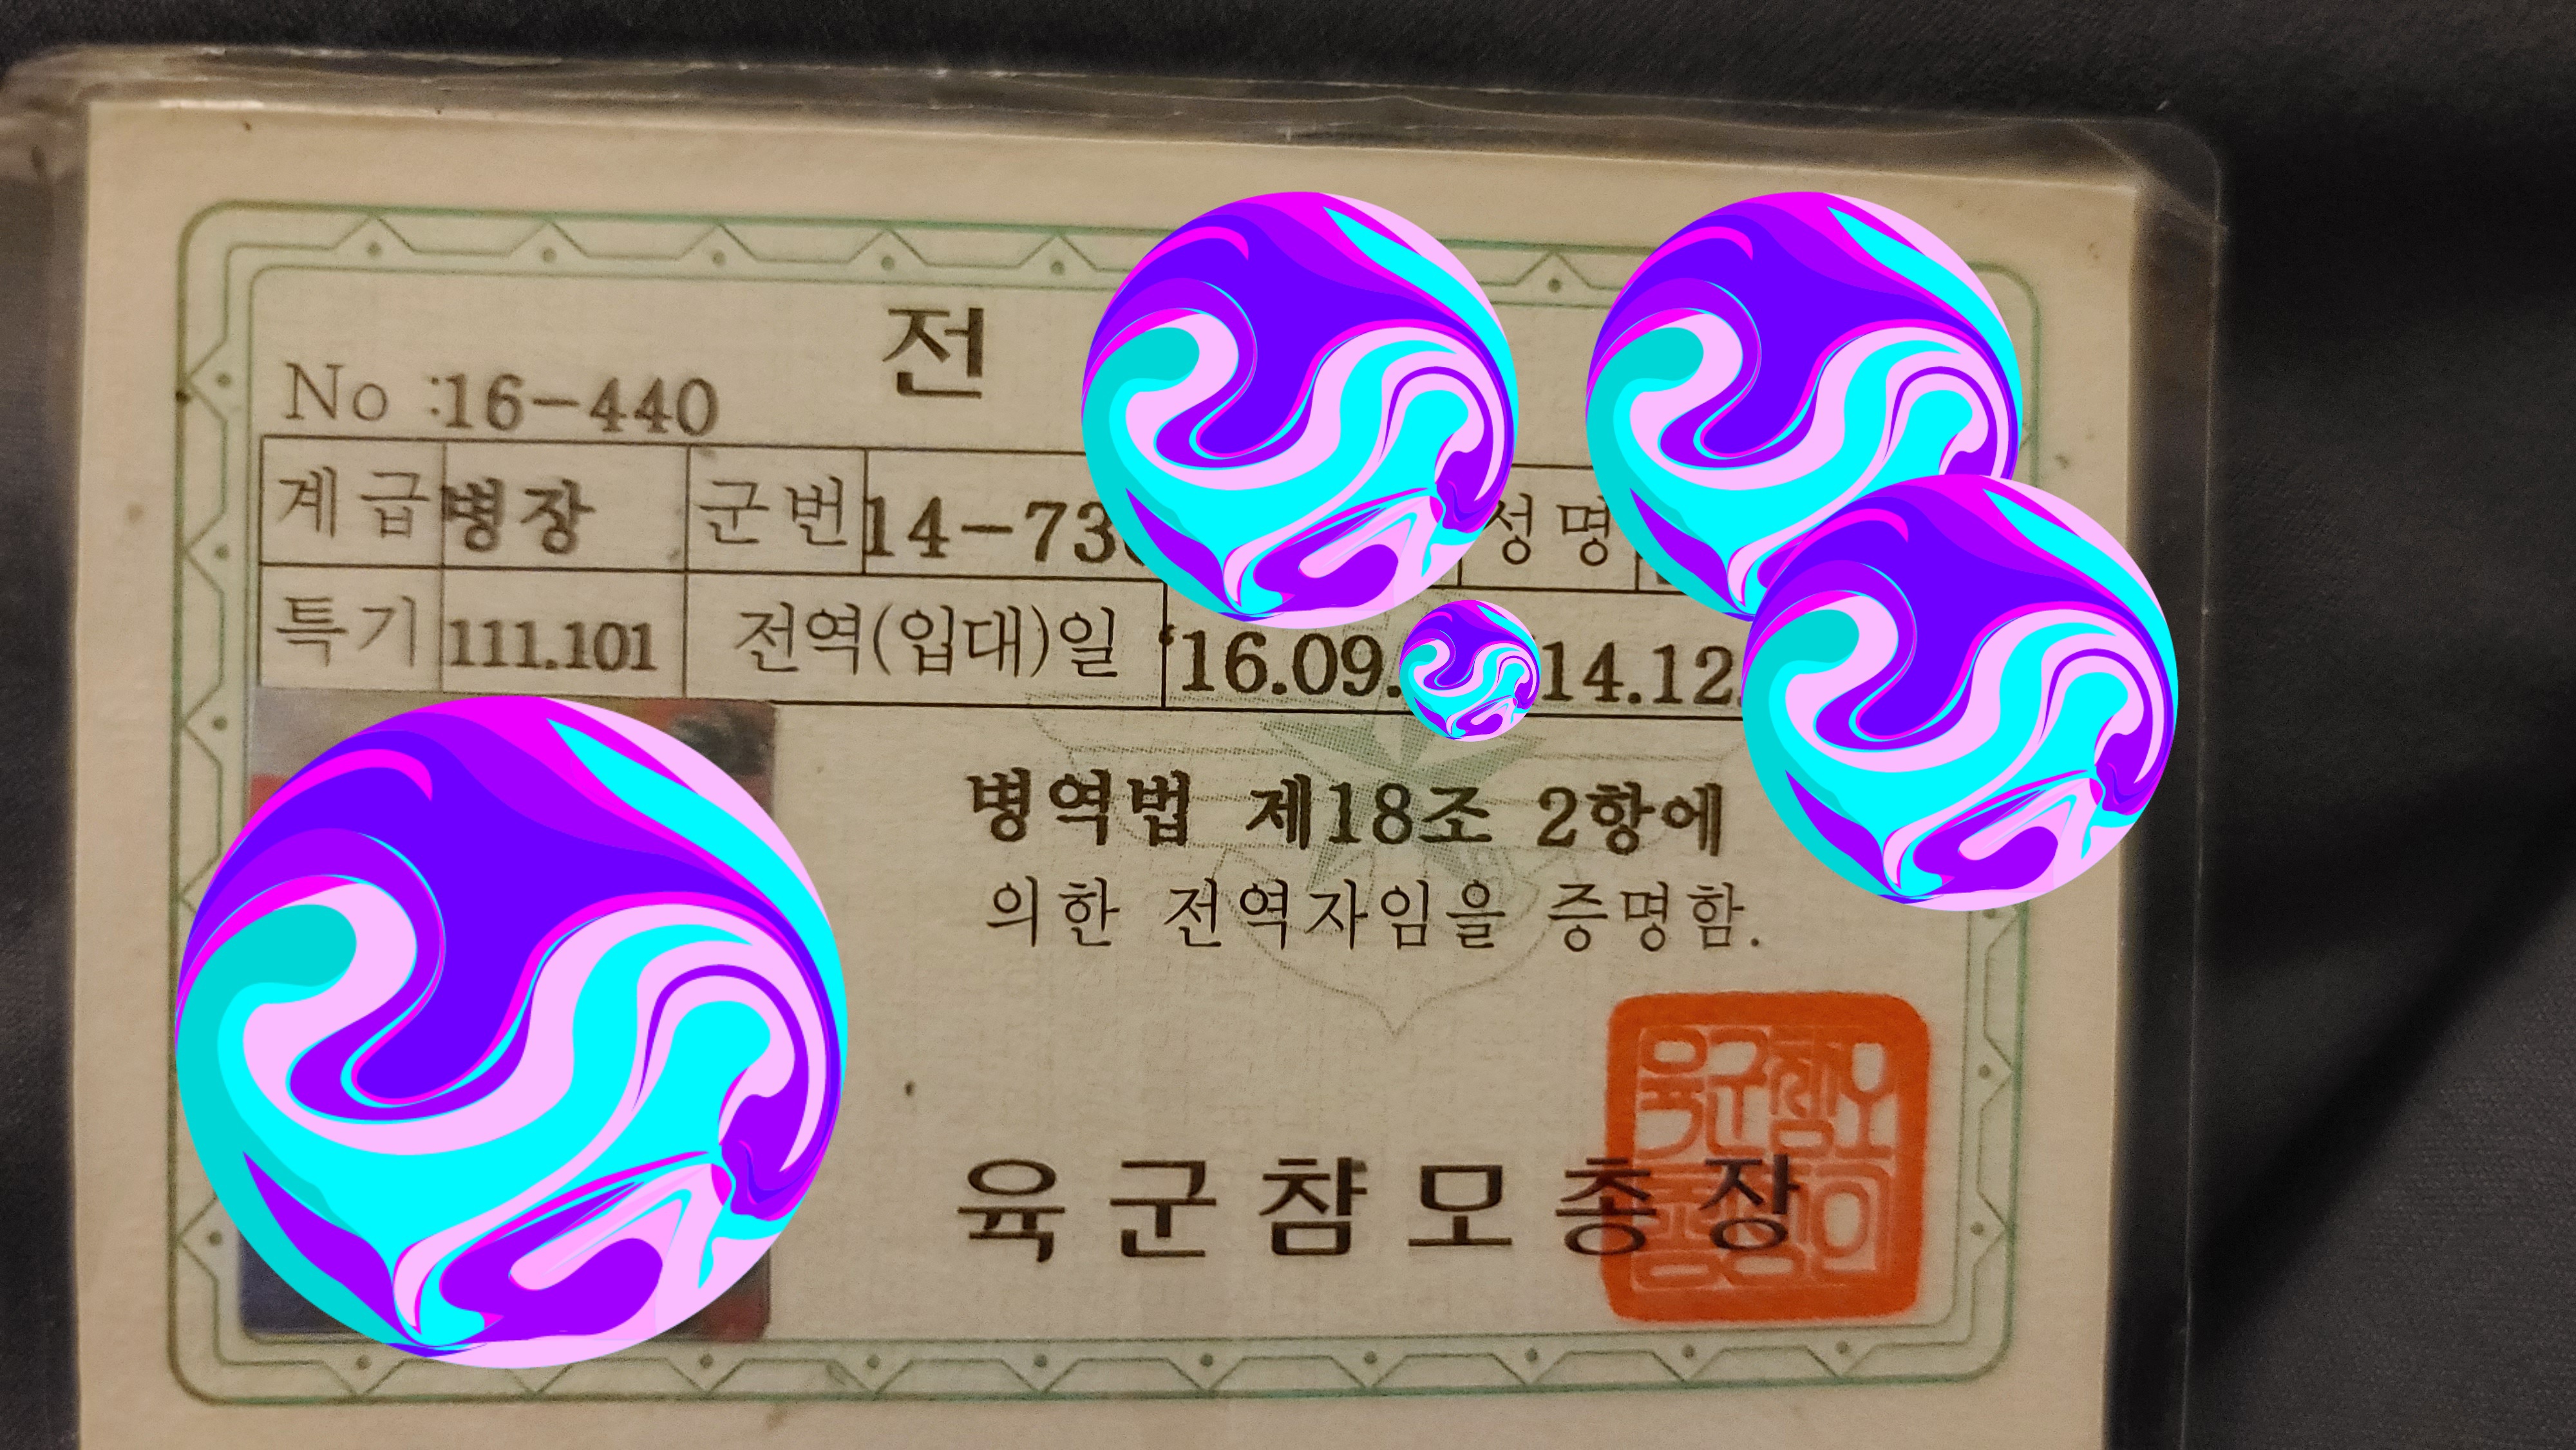 전
No :16-440
계급 병장 군번 14-73 성명
특기 111.101 전역(입대)일 '16.09. 14.12
병역법 제18조 2항에
의한 전역자임을 증명함.
육군참모총장